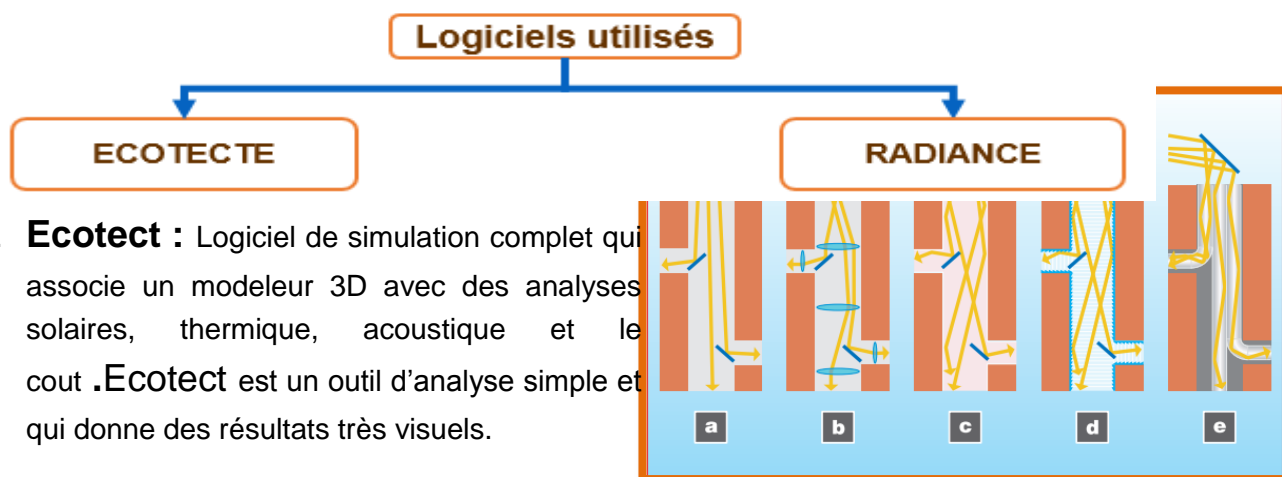 Logiciels utilisés
ECOTECTE
RADIANCE
Ecotect : Logiciel de simulation complet qui
associe un modeleur 3D avec des analyses
solaires, thermique, acoustique et le
cout .Ecotect est un outil d’analyse simple et
qui donne des résultats très visuels.
a b c d e